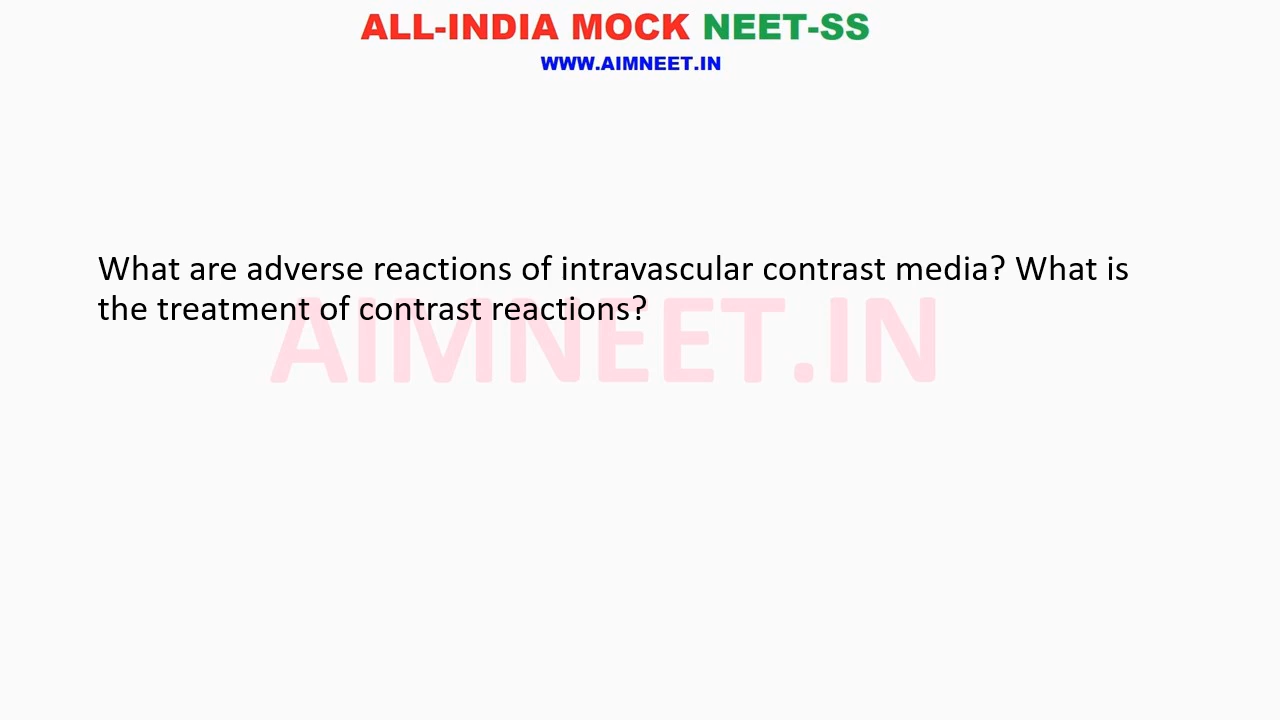 ALL-INDIA MOCK NEET-SS
WWW.AIMNEET.IN
What are adverse reactions of intravascular contrast media? What is
the treatment of contrast reactions?
AIMNEET.IN